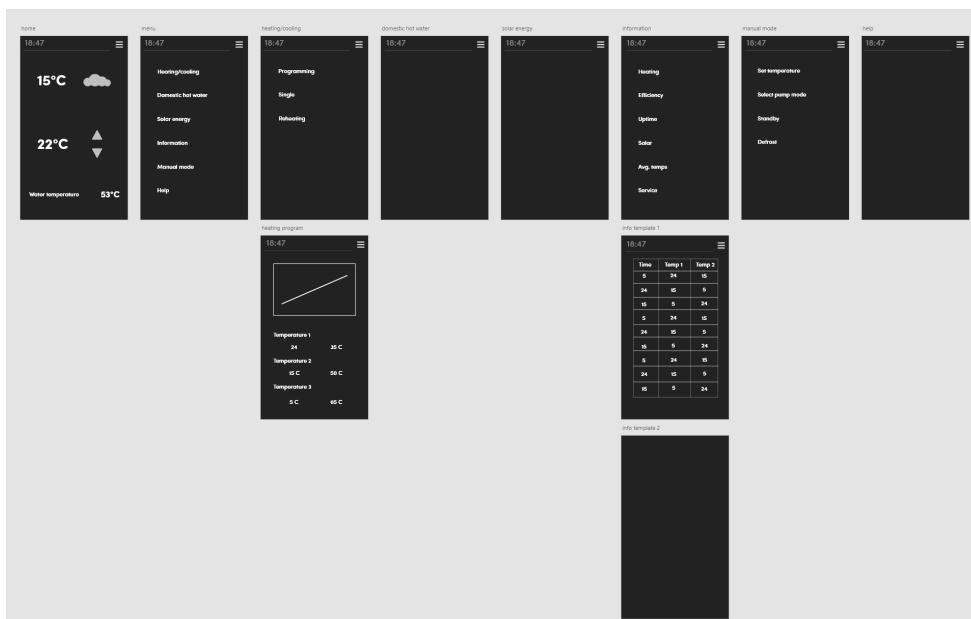 home
menu
heating/cooling
domestic hot water
solar energy
information
manual mode
help
18:47
15°C
22°C
Water temperature 53°C
18:47
Heating/cooling
Domestic hot water
Solar energy
Information
Manual mode
Help
18:47
Programming
Single
Reheating
18:47
18:47
18:47
Heating
Efficiency
Uptime
Solar
Avg. temps
Service
18:47
Set temperature
Select pump mode
Standby
Defrost
18:47
heating program
18:47
Temperature 1
24 35 C
Temperature 2
15 C 50 C
Temperature 3
5 C 65 C
info template 1
18:47
Time Temp 1 Temp 2
5 24 15
24 15 5
15 5 24
5 24 15
24 15 5
15 5 24
5 24 15
24 15 5
15 5 24
info template 2